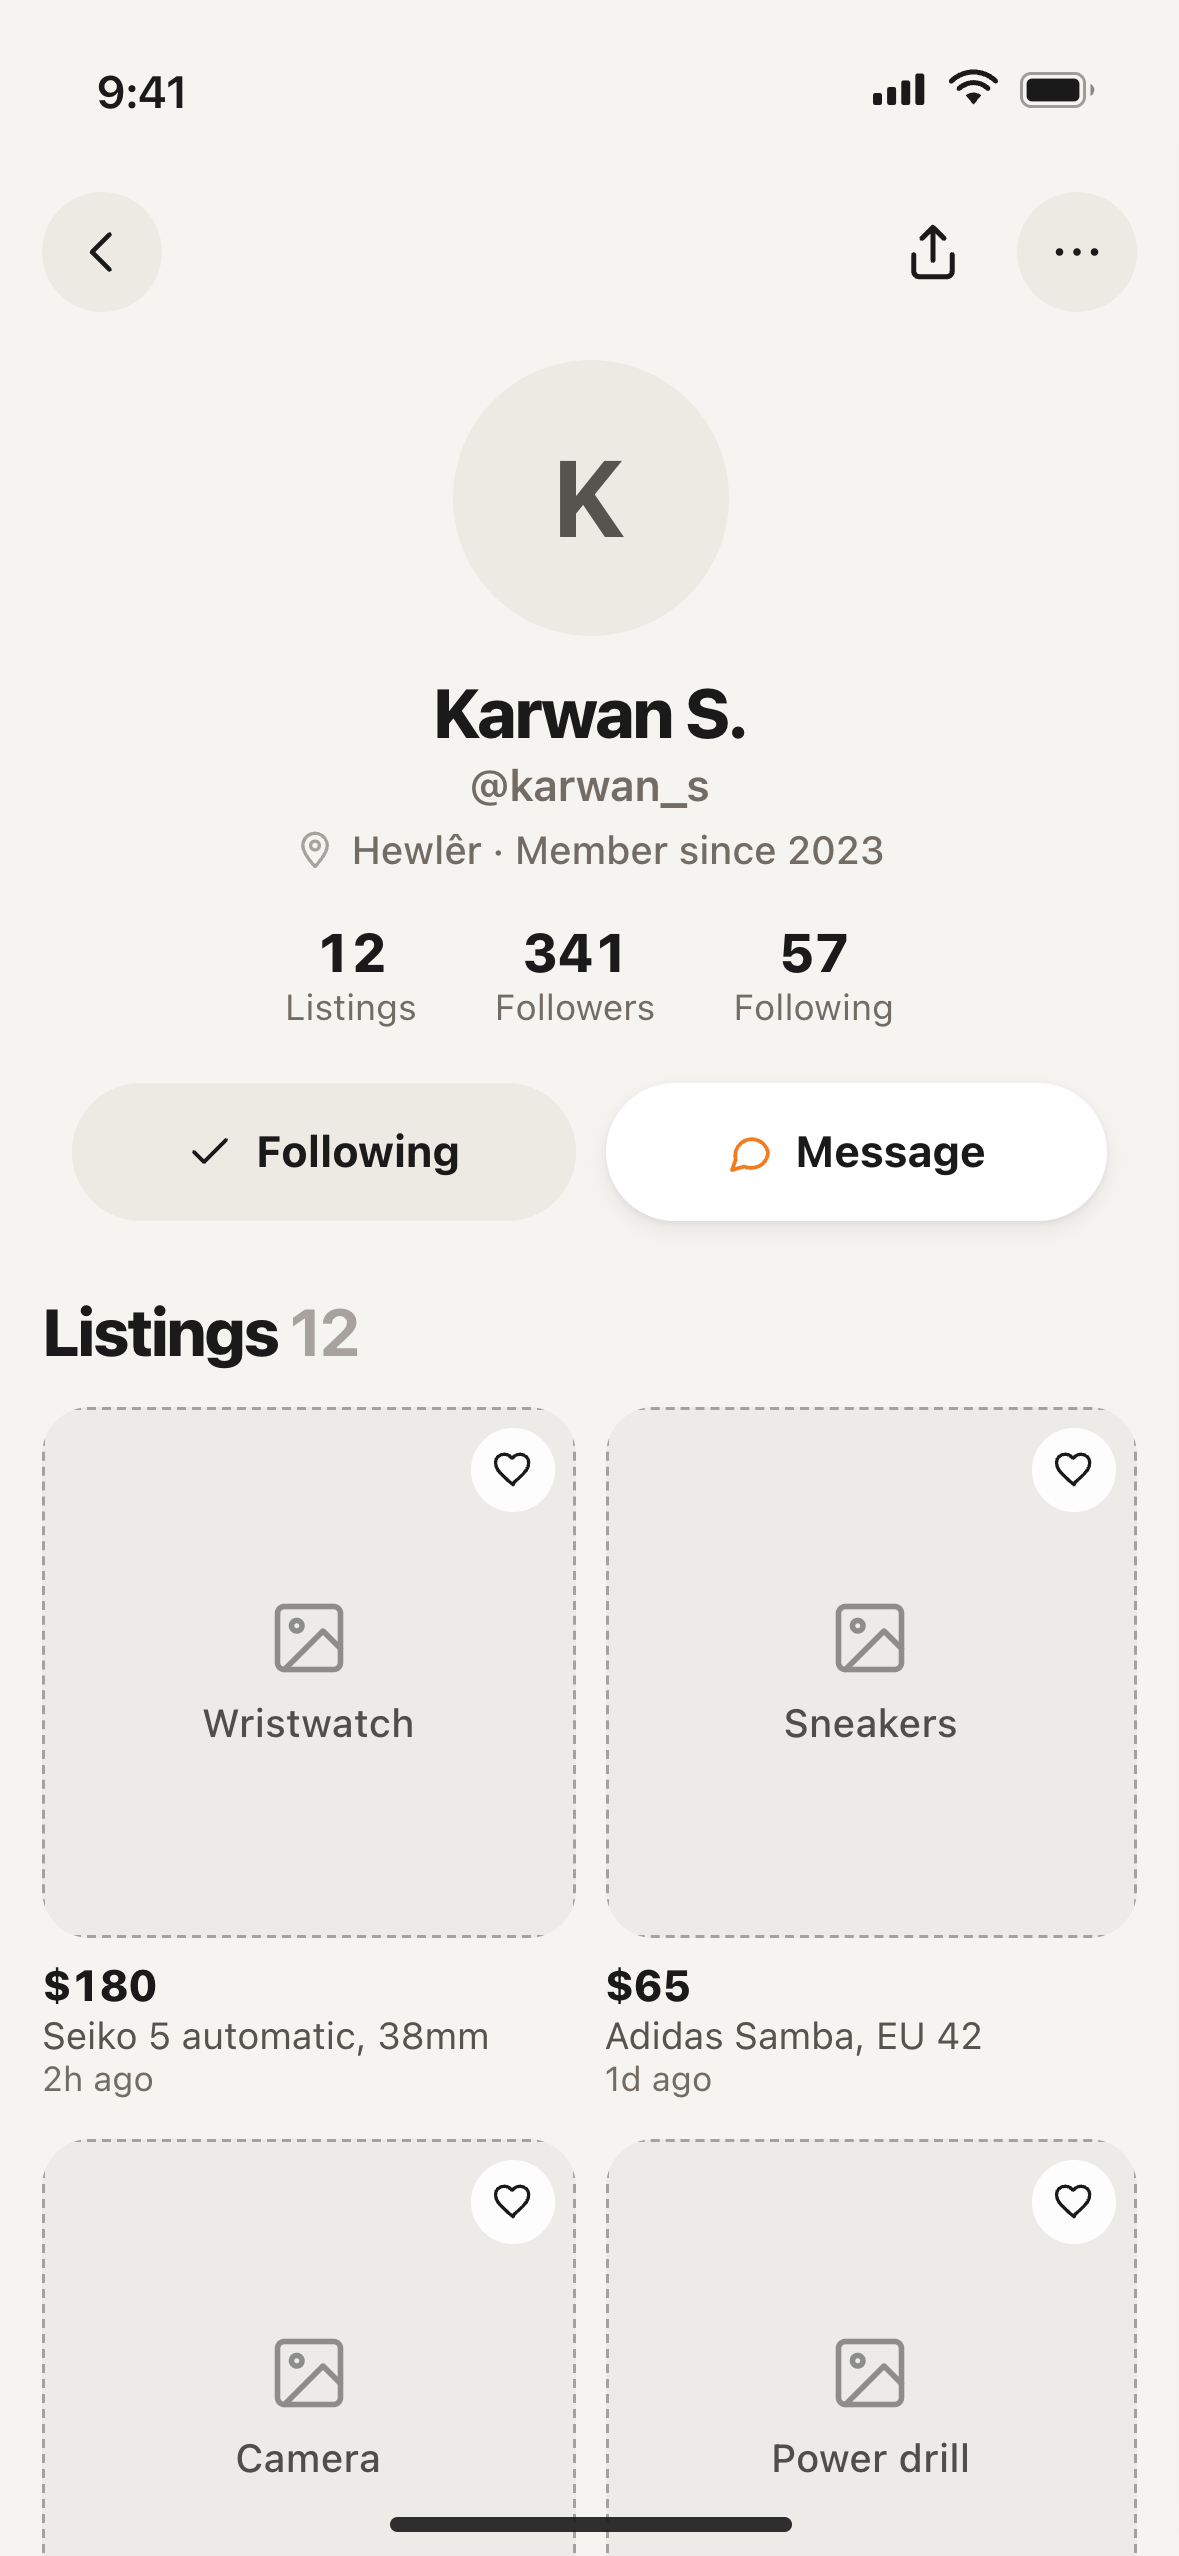 9:41
K
Karwan S.
@karwan_s
Hewlêr · Member since 2023
12 341 57
Listings Followers Following
Following Message
Listings 12
Wristwatch Sneakers
$180 $65
Seiko 5 automatic, 38mm Adidas Samba, EU 42
2h ago 1d ago
Camera Power drill